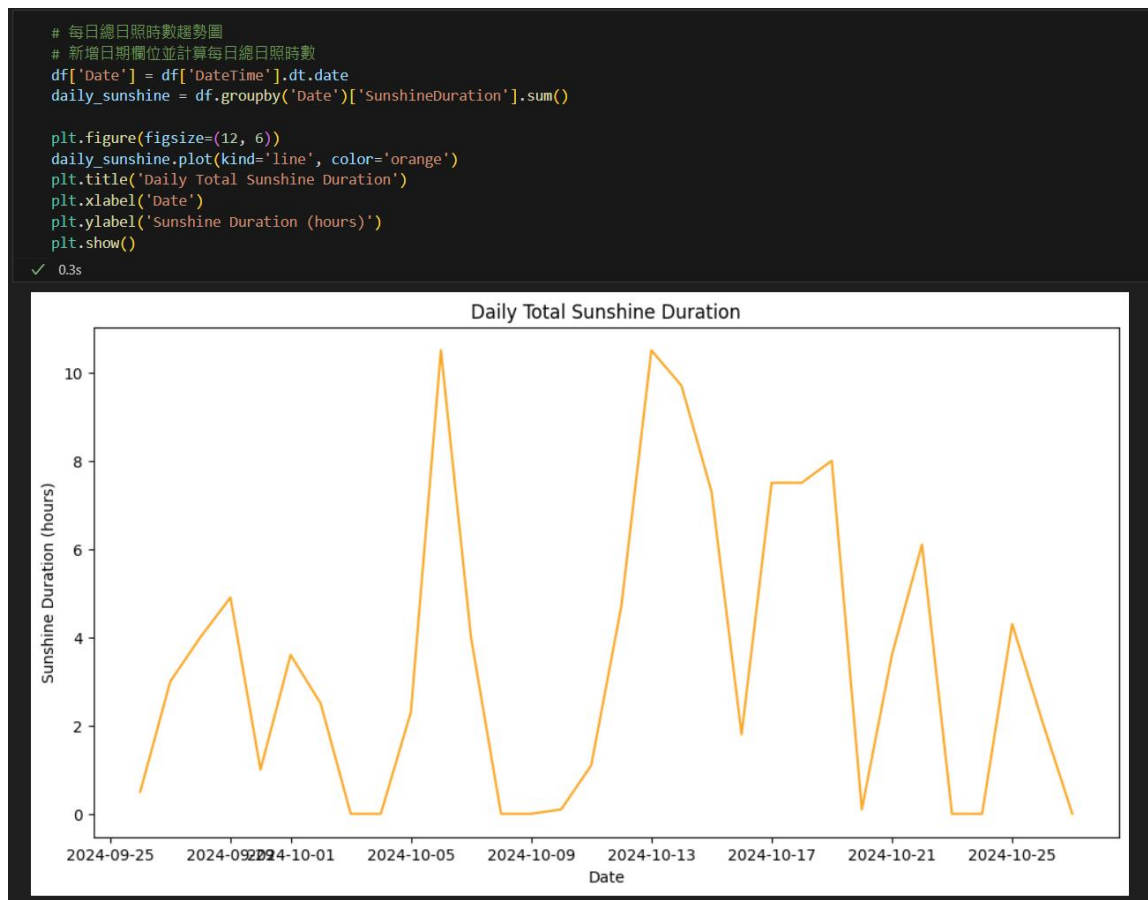 # 每日總日照時數趨勢圖
# 新增日期欄位並計算每日總日照時數
df['Date'] = df['DateTime'].dt.date
daily_sunshine = df.groupby('Date')['SunshineDuration'].sum()
plt.figure(figsize=(12, 6))
daily_sunshine.plot(kind='line', color='orange')
plt.title('Daily Total Sunshine Duration')
plt.xlabel('Date')
plt.ylabel('Sunshine Duration (hours)')
plt.show()
✓ 0.3s
Daily Total Sunshine Duration
Sunshine Duration (hours)
10
8
6
4
2
0
2024-09-25 2024-09-29 2024-10-01 2024-10-05 2024-10-09 2024-10-13 2024-10-17 2024-10-21 2024-10-25
Date